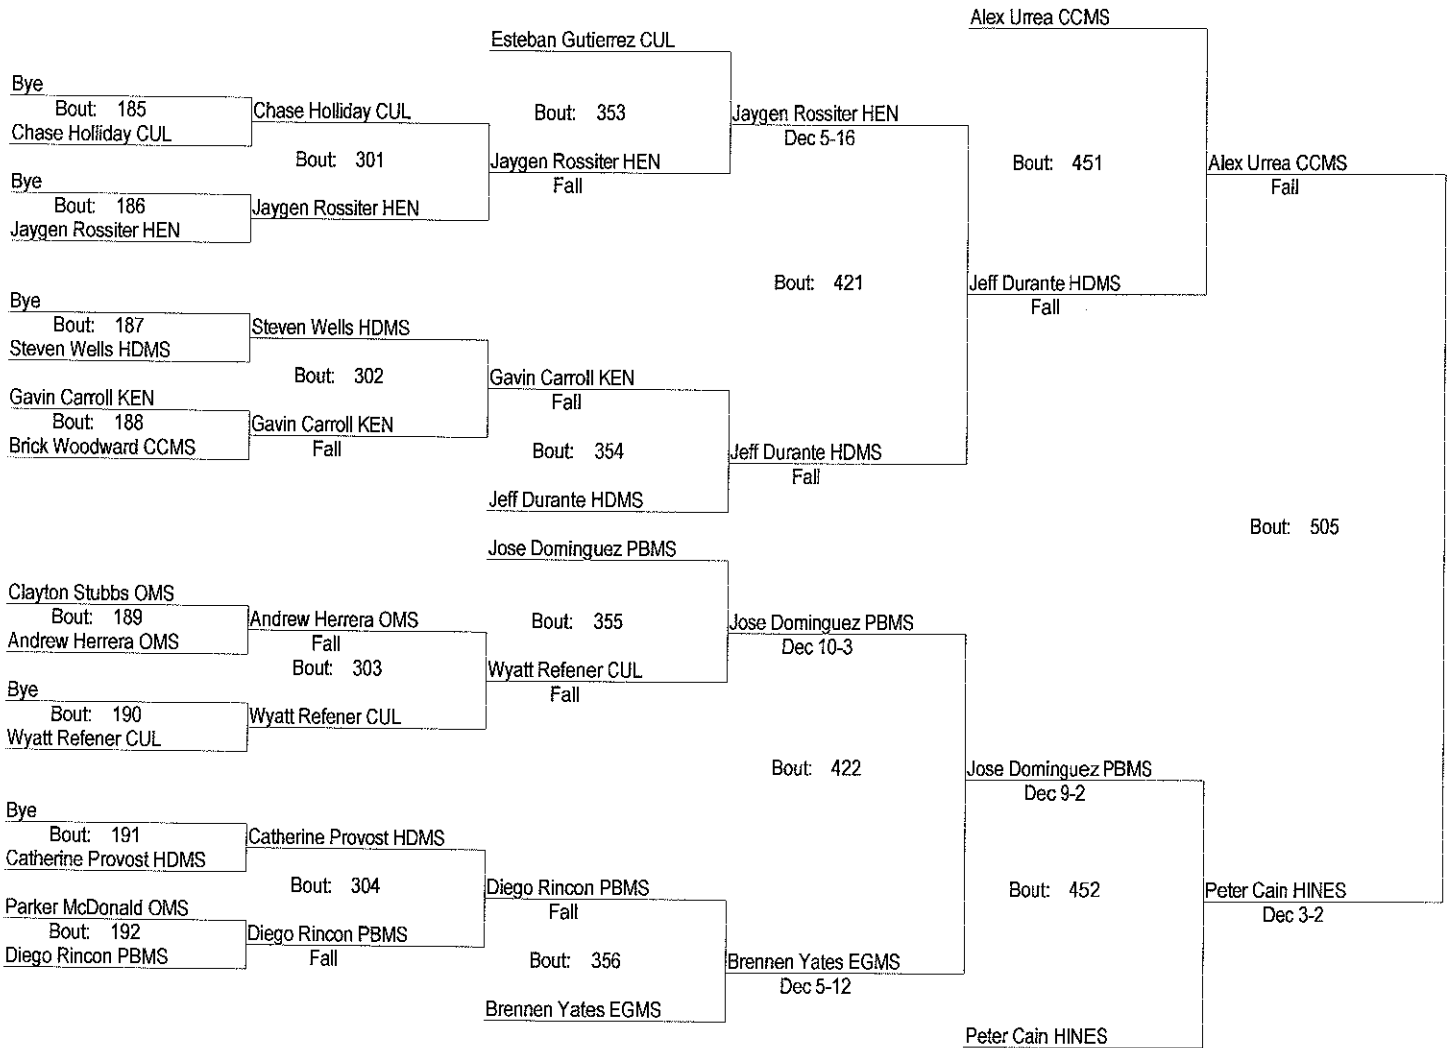 Alex Urrea CCMS
Esteban Gutierrez CUL
Bye
Bout: 185
Chase Holliday CUL
Chase Holliday CUL
Bout: 301
Bye
Bout: 186
Jaygen Rossiter HEN
Jaygen Rossiter HEN
Bout: 353
Jaygen Rossiter HEN
Fall
Jaygen Rossiter HEN
Dec 5-16
Bye
Bout: 187
Steven Wells HDMS
Steven Wells HDMS
Bout: 302
Gavin Carroll KEN
Bout: 188
Brick Woodward CCMS
Gavin Carroll KEN
Fall
Gavin Carroll KEN
Fall
Bout: 354
Jeff Durante HDMS
Jeff Durante HDMS
Fall
Bout: 421
Jeff Durante HDMS
Fall
Bout: 451
Alex Urrea CCMS
Fall
Bout: 505
Jose Dominguez PBMS
Clayton Stubbs OMS
Bout: 189
Andrew Herrera OMS
Andrew Herrera OMS
Fall
Bout: 303
Bye
Bout: 190
Wyatt Refener CUL
Wyatt Refener CUL
Bout: 355
Wyatt Refener CUL
Fall
Jose Dominguez PBMS
Dec 10-3
Bout: 422
Bye
Bout: 191
Catherine Provost HDMS
Catherine Provost HDMS
Bout: 304
Parker McDonald OMS
Bout: 192
Diego Rincon PBMS
Diego Rincon PBMS
Fall
Diego Rincon PBMS
Fall
Bout: 356
Brennen Yates EGMS
Brennen Yates EGMS
Dec 5-12
Jose Dominguez PBMS
Dec 9-2
Bout: 452
Peter Cain HINES
Peter Cain HINES
Dec 3-2